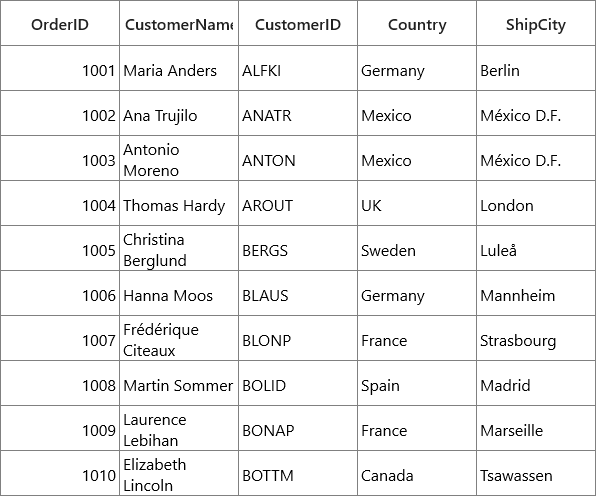 OrderID CustomerName CustomerID Country ShipCity
1001 Maria Anders ALFKI Germany Berlin
1002 Ana Trujilo ANATR Mexico México D.F.
1003 Antonio Moreno ANTON Mexico México D.F.
1004 Thomas Hardy AROUT UK London
1005 Christina Berglund BERGS Sweden Luleå
1006 Hanna Moos BLAUS Germany Mannheim
1007 Frédérique Citeaux BLONP France Strasbourg
1008 Martin Sommer BOLID Spain Madrid
1009 Laurence Lebihan BONAP France Marseille
1010 Elizabeth Lincoln BOTTM Canada Tsawassen